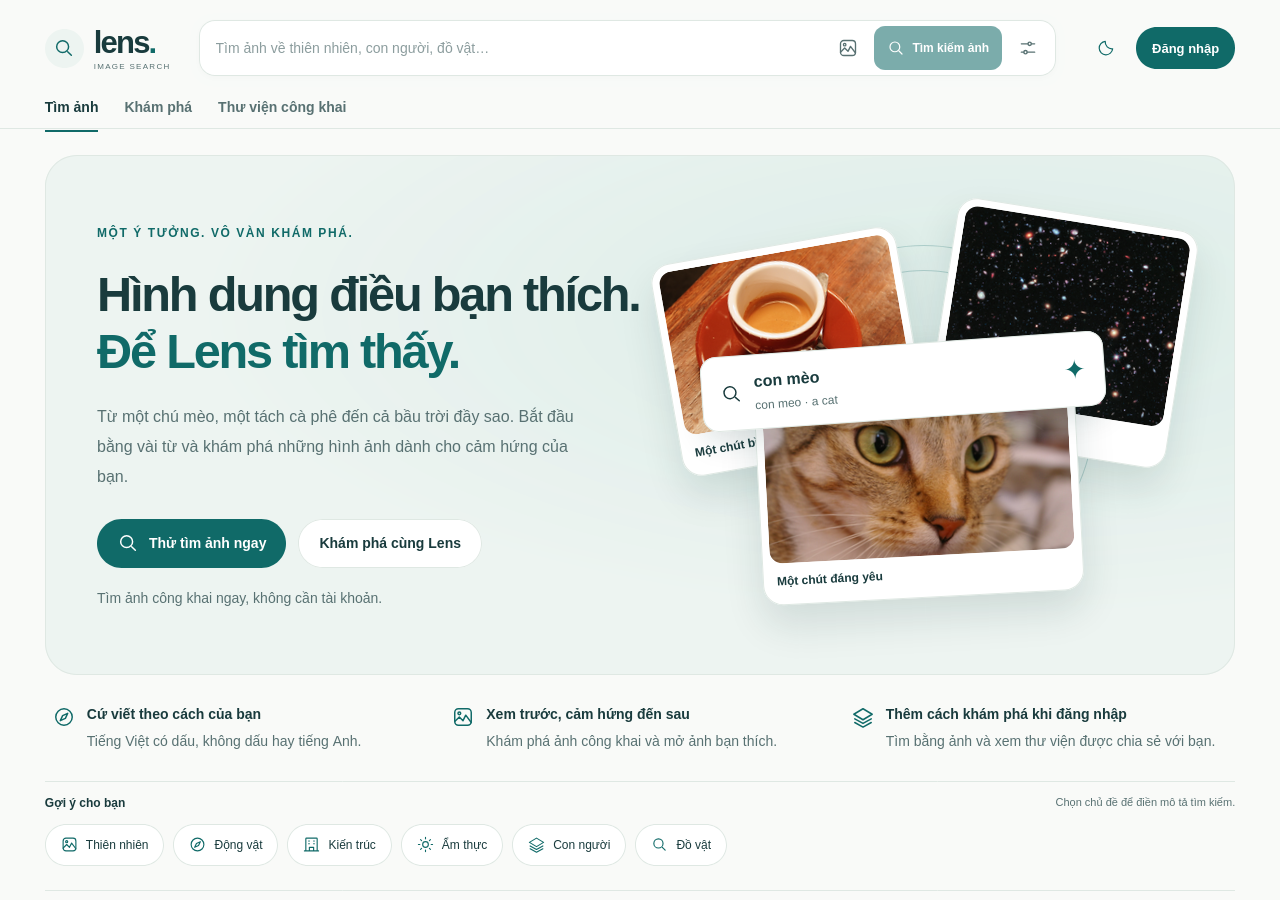 lens.
IMAGE SEARCH
Tìm ảnh về thiên nhiên, con người, đồ vật…
Tìm kiếm ảnh
Đăng nhập
Tìm ảnh
Khám phá
Thư viện công khai
MỘT Ý TƯỞNG. VÔ VÀN KHÁM PHÁ.
Hình dung điều bạn thích.
Để Lens tìm thấy.
Từ một chú mèo, một tách cà phê đến cả bầu trời đầy sao. Bắt đầu
bằng vài từ và khám phá những hình ảnh dành cho cảm hứng của
bạn.
Thử tìm ảnh ngay
Khám phá cùng Lens
Tìm ảnh công khai ngay, không cần tài khoản.
con mèo
con meo · a cat
Một chút
Một chút đáng yêu
Cứ viết theo cách của bạn
Tiếng Việt có dấu, không dấu hay tiếng Anh.
Xem trước, cảm hứng đến sau
Khám phá ảnh công khai và mở ảnh bạn thích.
Thêm cách khám phá khi đăng nhập
Tìm bằng ảnh và xem thư viện được chia sẻ với bạn.
Gợi ý cho bạn
Chọn chủ đề để điền mô tả tìm kiếm.
Thiên nhiên
Động vật
Kiến trúc
Ẩm thực
Con người
Đồ vật